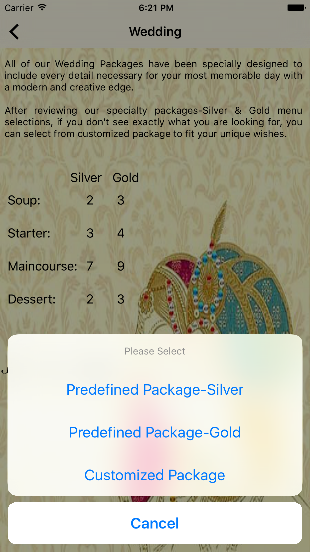 Carrier 6:21 PM
Wedding
All of our Wedding Packages have been specially designed to
include every detail necessary for your most memorable day with
a modern and creative edge.
After reviewing our specialty packages-Silver & Gold menu
selections, if you don't see exactly what you are looking for, you
can select from customized package to fit your unique wishes.
Silver Gold
Soup: 2 3
Starter: 3 4
Maincourse: 7 9
Dessert: 2 3
Please Select
Predefined Package-Silver
Predefined Package-Gold
Customized Package
Cancel